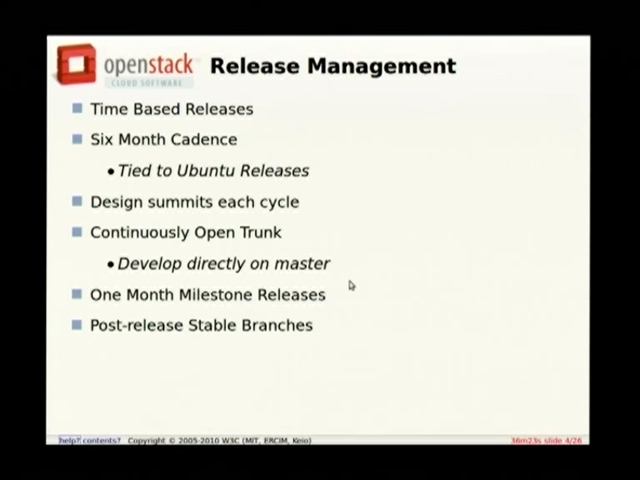 openstack
CLOUD SOFTWARE
Release Management
Time Based Releases
Six Month Cadence
Tied to Ubuntu Releases
Design summits each cycle
Continuously Open Trunk
Develop directly on master
One Month Milestone Releases
Post-release Stable Branches
help? contents? Copyright © 2005-2010 W3C (MIT, ERCIM, Keio) 36m23s slide 4/26